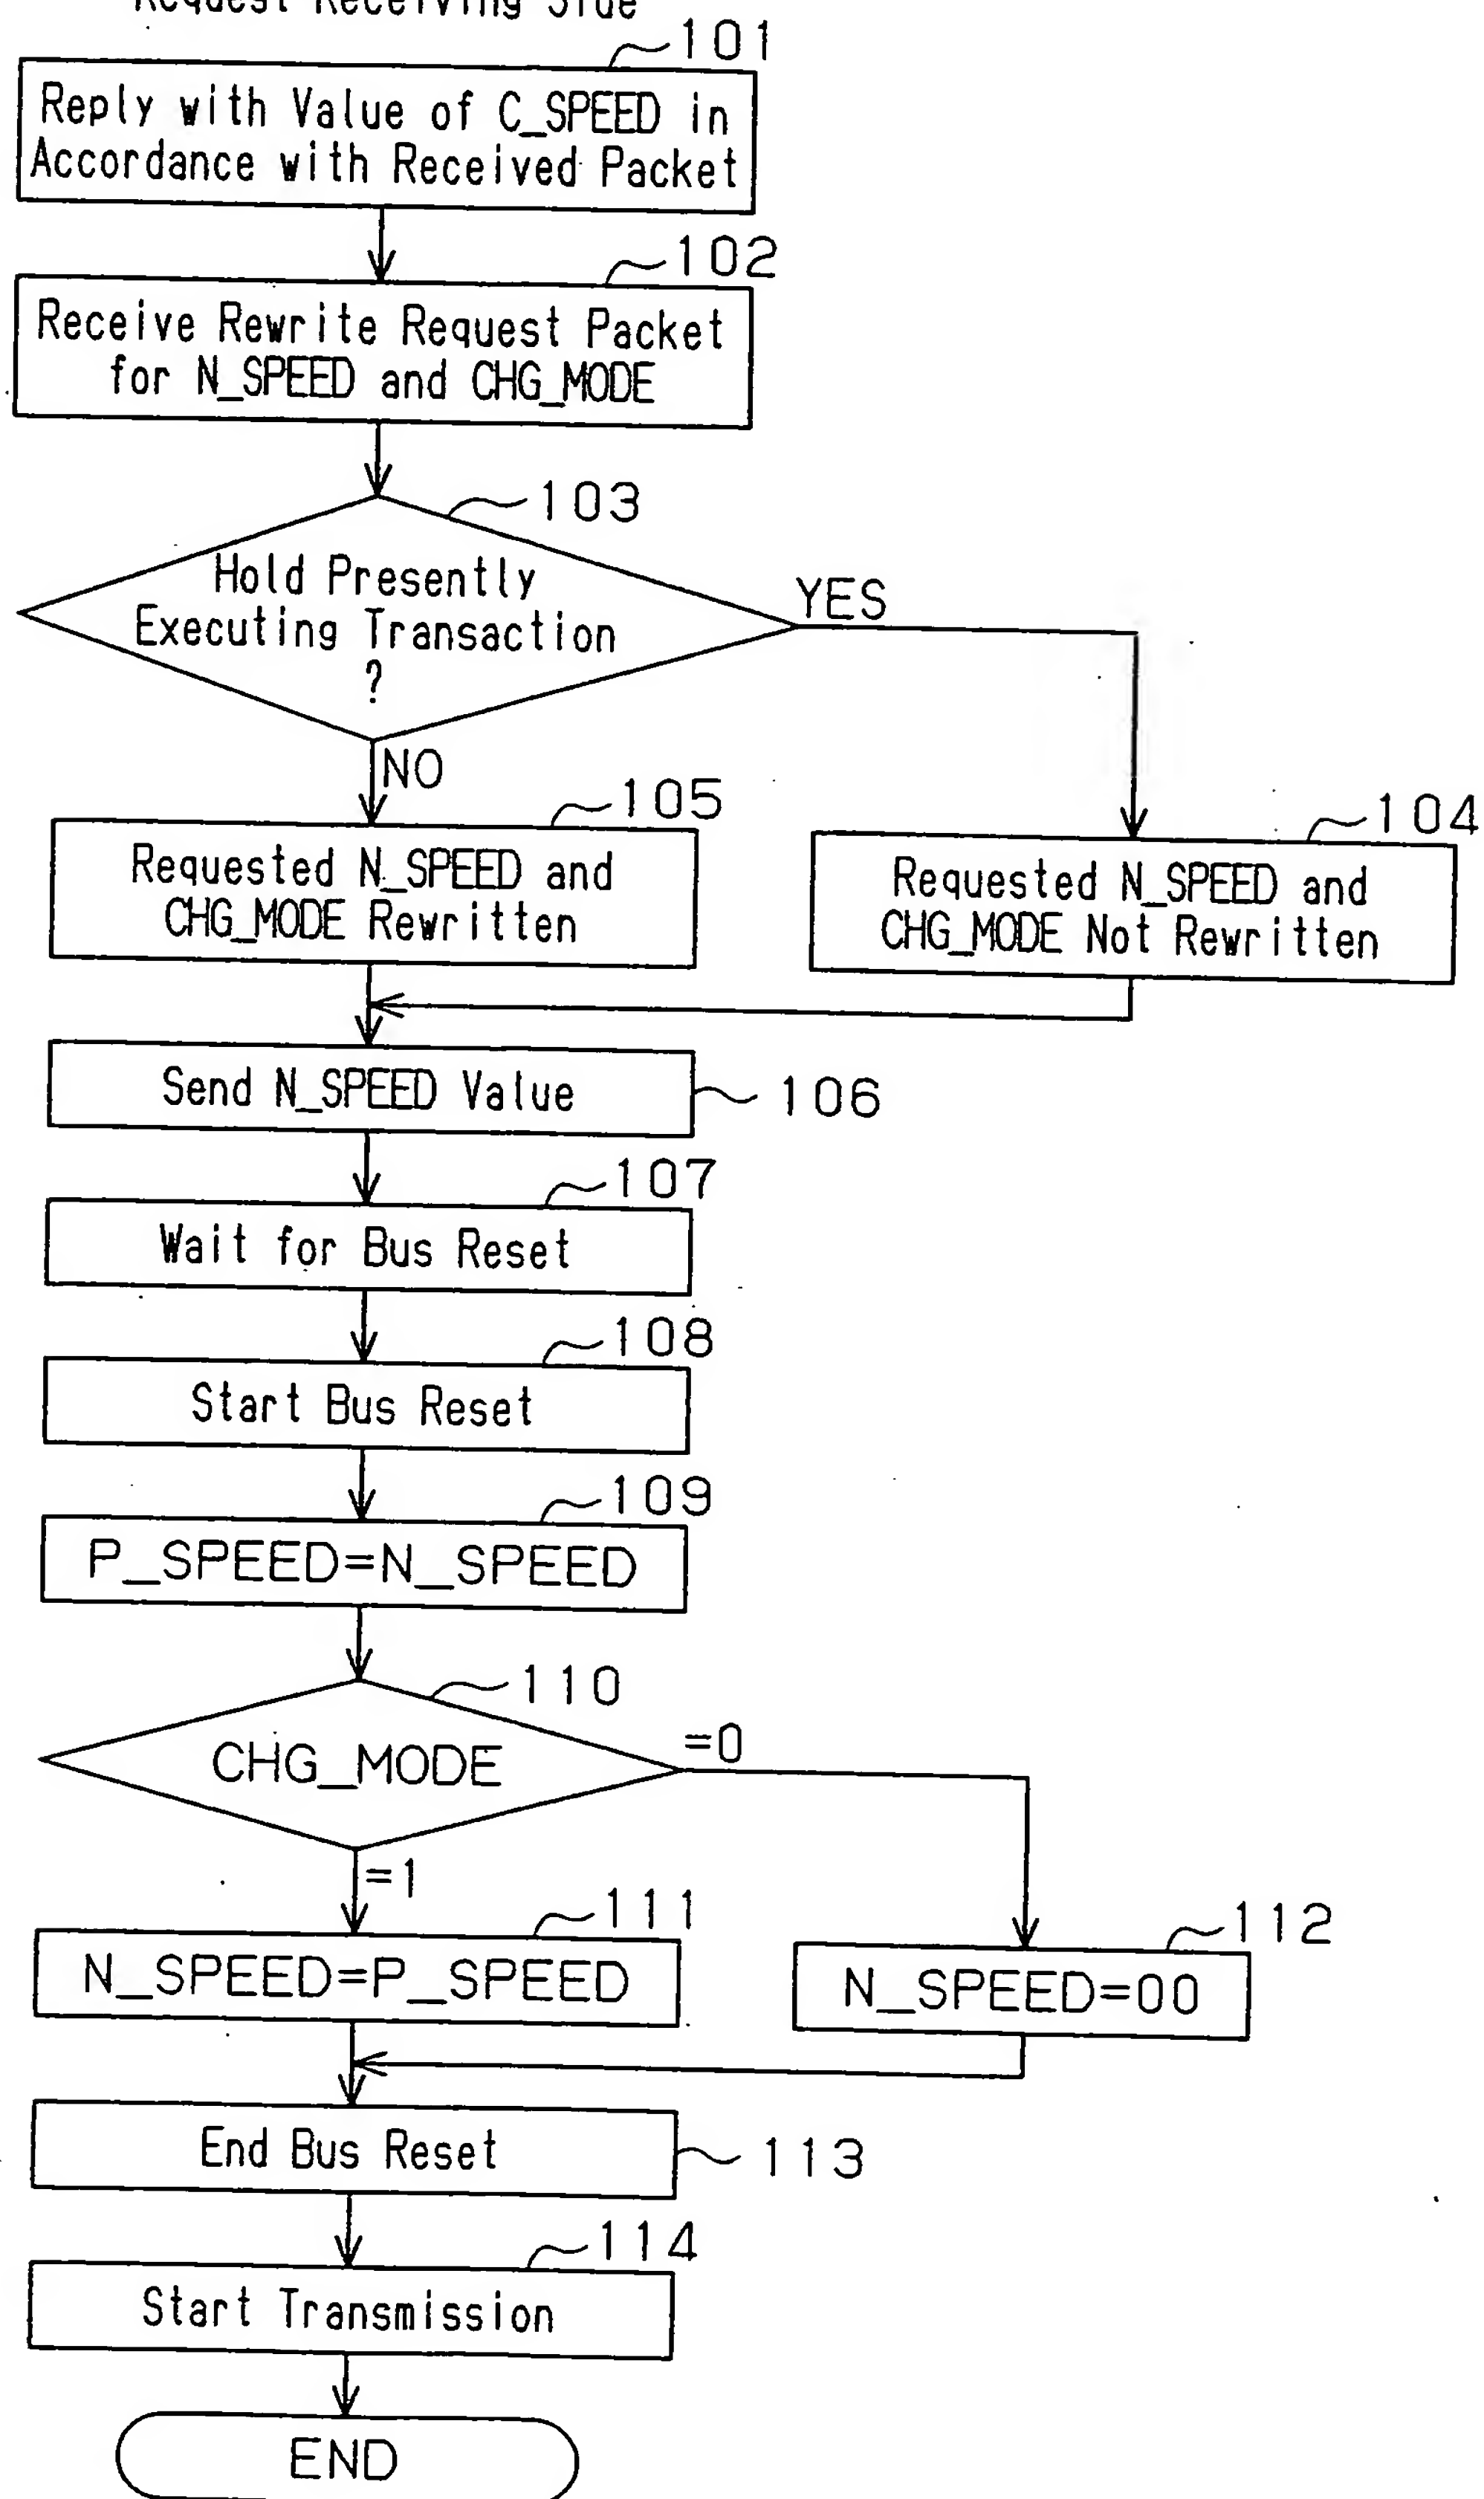 Request Receiving Side
101
Reply with Value of C_SPEED in
Accordance with Received Packet
102
Receive Rewrite Request Packet
for N_SPEED and CHG_MODE
103
Hold Presently
Executing Transaction
?
YES
NO
105
Requested N_SPEED and
CHG_MODE Rewritten
104
Requested N_SPEED and
CHG_MODE Not Rewritten
Send N_SPEED Value
106
107
Wait for Bus Reset
108
Start Bus Reset
109
P_SPEED=N_SPEED
110
CHG_MODE
=0
=1
111
N_SPEED=P_SPEED
112
N_SPEED=00
End Bus Reset
113
114
Start Transmission
END